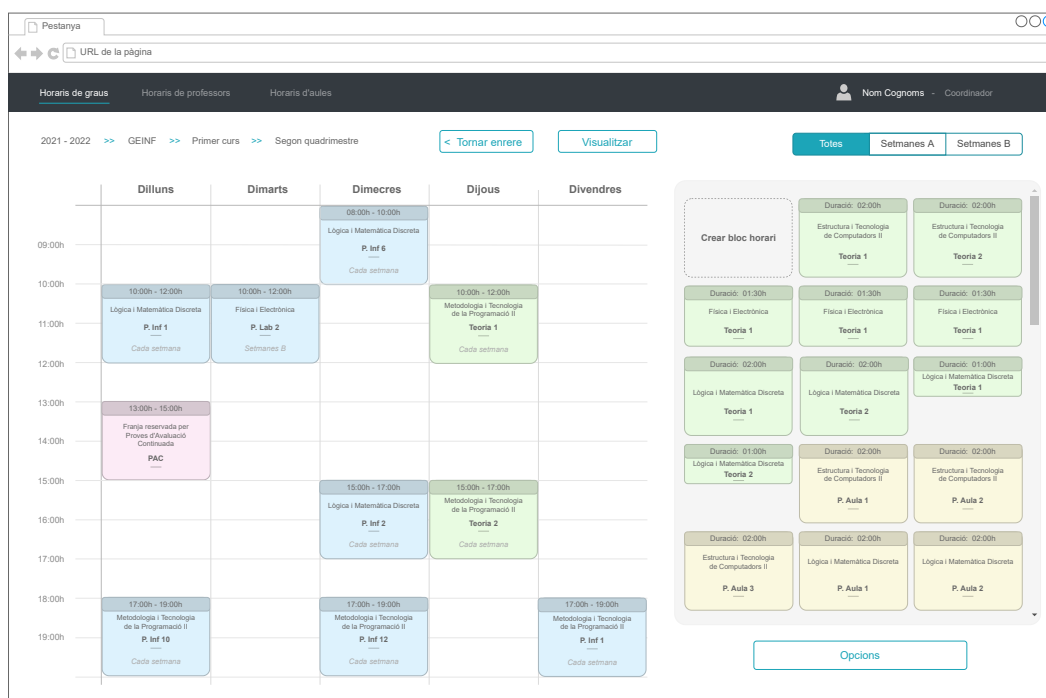 Pestanya
URL de la pàgina
Horaris de graus Horaris de professors Horaris d'aules Nom Cognoms - Coordinador
2021 - 2022 >> GEINF >> Primer curs >> Segon quadrimestre
< Tornar enrere
Visualitzar
Totes Setmanes A Setmanes B
Dilluns Dimarts Dimecres Dijous Divendres
09:00h
10:00h
11:00h
12:00h
13:00h
14:00h
15:00h
16:00h
17:00h
18:00h
19:00h
10:00h - 12:00h
Lògica i Matemàtica Discreta
P. Inf 1
Cada setmana
13:00h - 15:00h
Franja reservada per
Proves d'Avaluació
Continuada
PAC
17:00h - 19:00h
Metodologia i Tecnologia
de la Programació II
P. Inf 10
Cada setmana
10:00h - 12:00h
Física i Electrònica
P. Lab 2
Setmanes B
08:00h - 10:00h
Lògica i Matemàtica Discreta
P. Inf 6
Cada setmana
15:00h - 17:00h
Lògica i Matemàtica Discreta
P. Inf 2
Cada setmana
17:00h - 19:00h
Metodologia i Tecnologia
de la Programació II
P. Inf 12
Cada setmana
10:00h - 12:00h
Metodologia i Tecnologia
de la Programació II
Teoria 1
Cada setmana
15:00h - 17:00h
Metodologia i Tecnologia
de la Programació II
Teoria 2
Cada setmana
17:00h - 19:00h
Metodologia i Tecnologia
de la Programació II
P. Inf 1
Cada setmana
Crear bloc horari
Duració: 02:00h
Estructura i Tecnologia
de Computadors II
Teoria 1
Duració: 02:00h
Estructura i Tecnologia
de Computadors II
Teoria 2
Duració: 01:30h
Física i Electrònica
Teoria 1
Duració: 01:30h
Física i Electrònica
Teoria 1
Duració: 01:30h
Física i Electrònica
Teoria 1
Duració: 02:00h
Lògica i Matemàtica Discreta
Teoria 1
Duració: 02:00h
Lògica i Matemàtica Discreta
Teoria 2
Duració: 01:00h
Lògica i Matemàtica Discreta
Teoria 1
Duració: 01:00h
Lògica i Matemàtica Discreta
Teoria 2
Duració: 02:00h
Estructura i Tecnologia
de Computadors II
P. Aula 1
Duració: 02:00h
Estructura i Tecnologia
de Computadors II
P. Aula 2
Duració: 02:00h
Estructura i Tecnologia
de Computadors II
P. Aula 3
Duració: 02:00h
Lògica i Matemàtica Discreta
P. Aula 1
Duració: 02:00h
Lògica i Matemàtica Discreta
P. Aula 2
Opcions